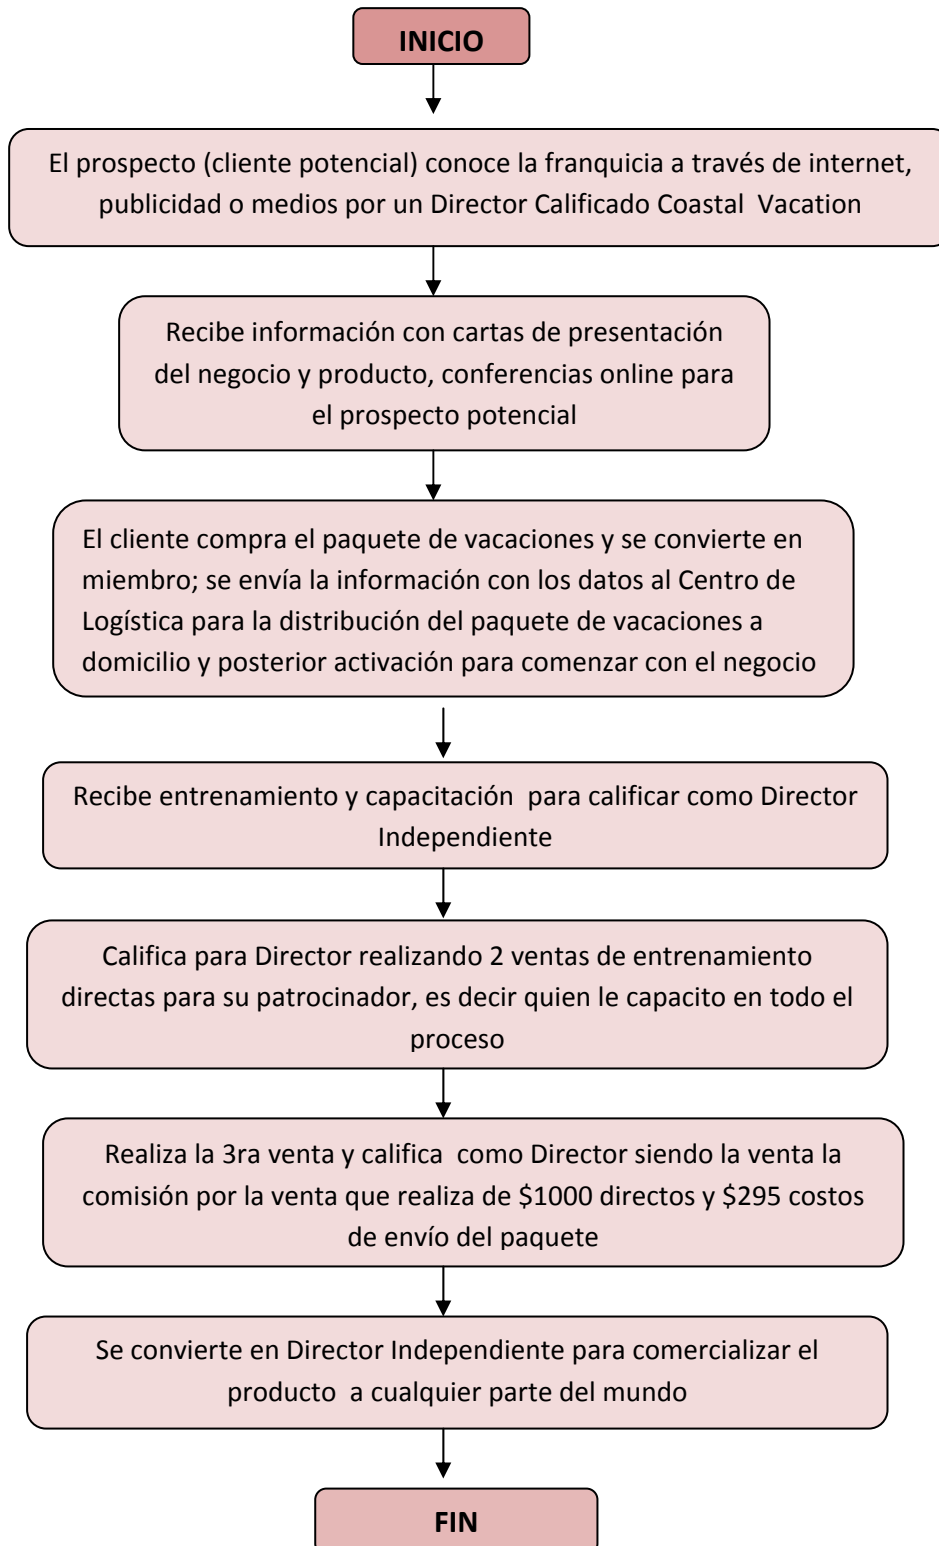 INICIO
El prospecto (cliente potencial) conoce la franquicia a través de internet,
publicidad o medios por un Director Calificado Coastal Vacation
Recibe información con cartas de presentación
del negocio y producto, conferencias online para
el prospecto potencial
El cliente compra el paquete de vacaciones y se convierte en
miembro; se envía la información con los datos al Centro de
Logística para la distribución del paquete de vacaciones a
domicilio y posterior activación para comenzar con el negocio
Recibe entrenamiento y capacitación para calificar como Director
Independiente
Califica para Director realizando 2 ventas de entrenamiento
directas para su patrocinador, es decir quien le capacito en todo el
proceso
Realiza la 3ra venta y califica como Director siendo la venta la
comisión por la venta que realiza de $1000 directos y $295 costos
de envío del paquete
Se convierte en Director Independiente para comercializar el
producto a cualquier parte del mundo
FIN